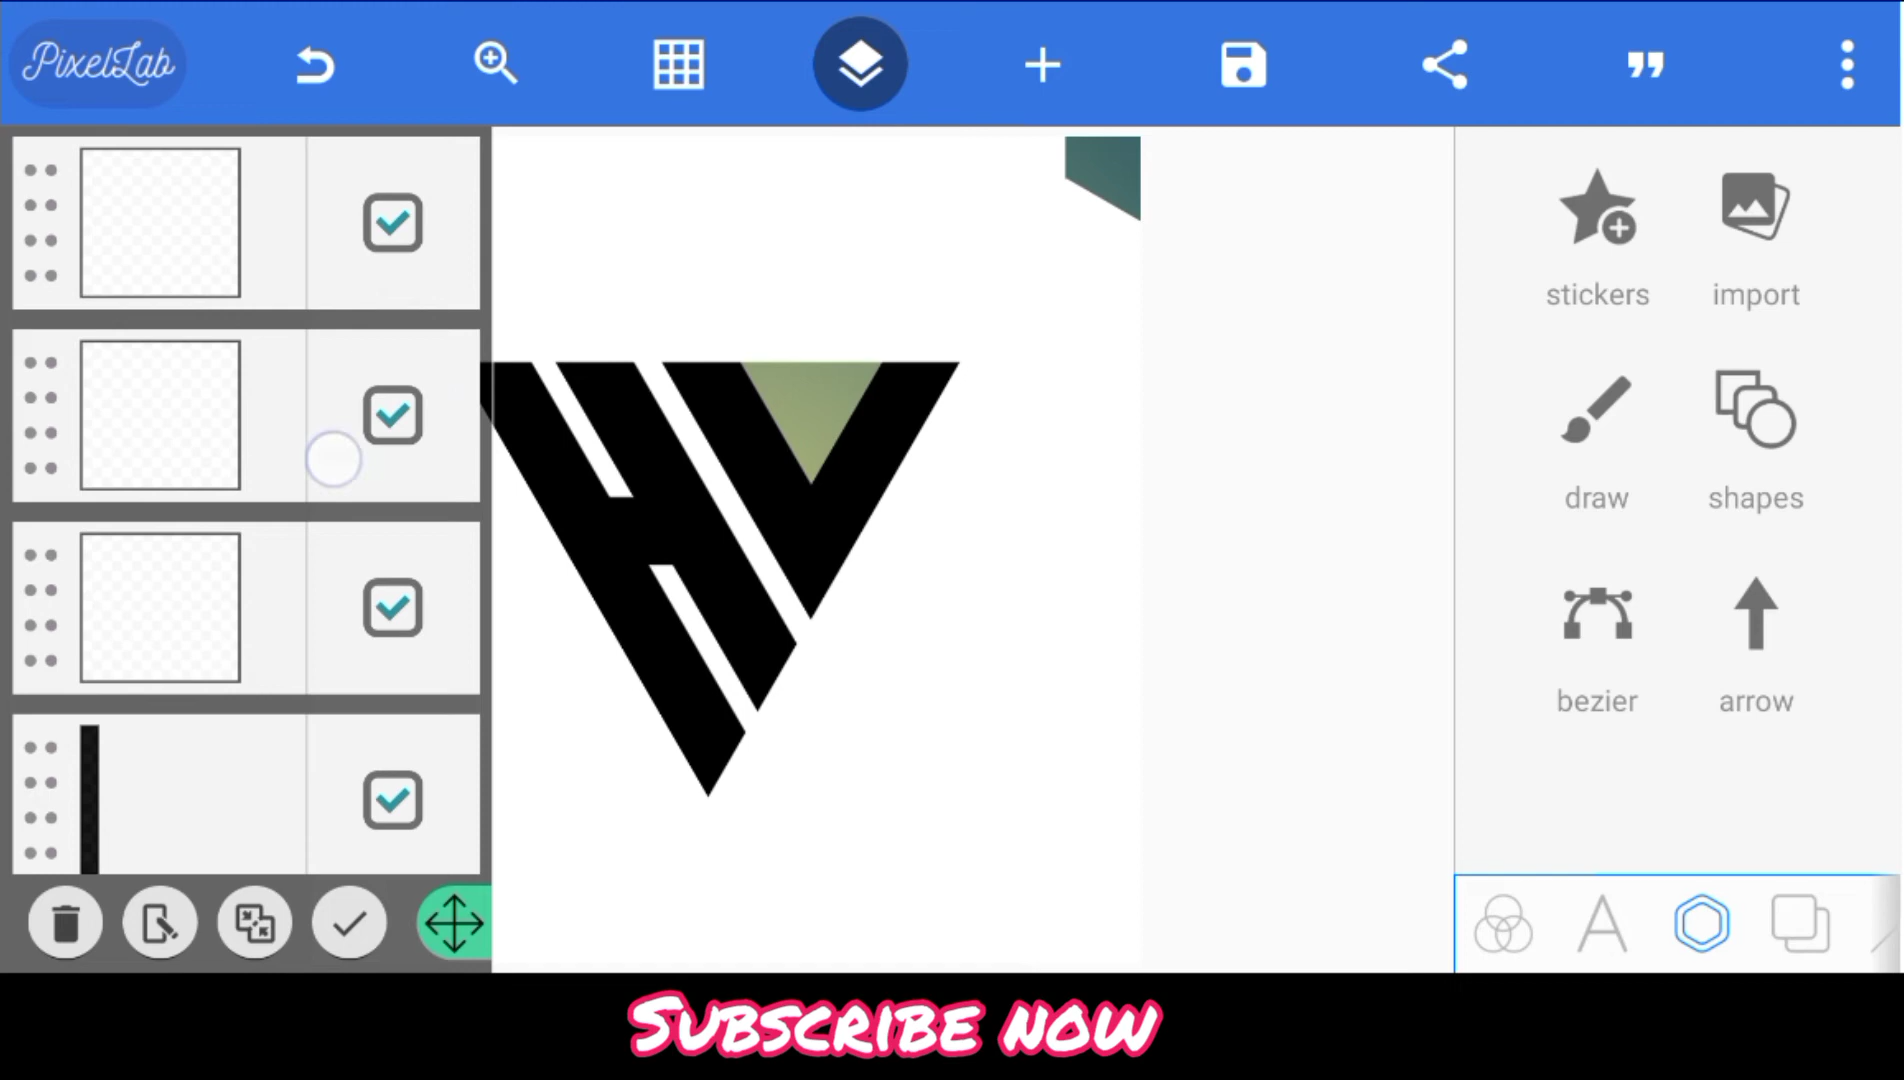 PixelLab
stickers
import
draw
shapes
bezier
arrow
A
Subscribe now